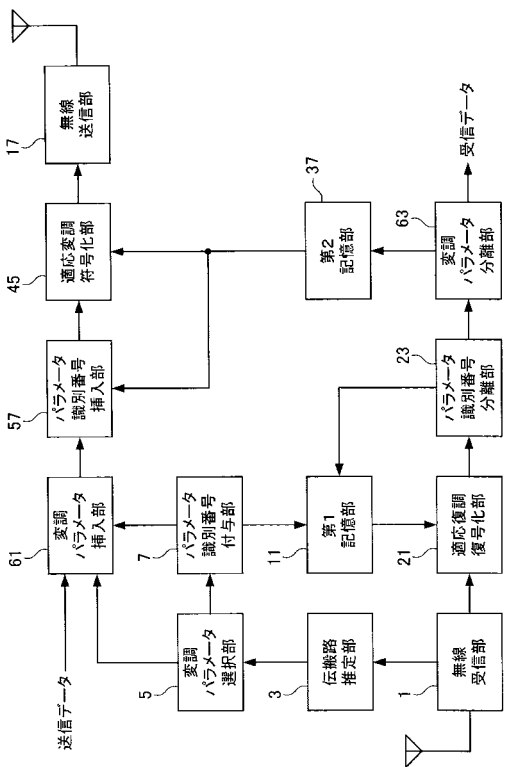 送信データ
61
変調
パラメータ
挿入部
57
パラメータ
識別番号
挿入部
45
適応変調
符号化部
17
無線
送信部
5
変調
パラメータ
選択部
7
パラメータ
識別番号
付与部
3
伝搬路
推定部
11
第1
記憶部
37
第2
記憶部
1
無線
受信部
21
適応復調
復号化部
23
パラメータ
識別番号
分離部
63
変調
パラメータ
分離部
受信データ